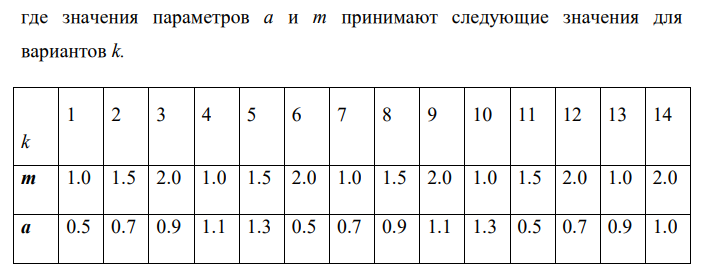 где значения параметров a и m принимают следующие значения для
вариантов k.
k 1 2 3 4 5 6 7 8 9 10 11 12 13 14
m 1.0 1.5 2.0 1.0 1.5 2.0 1.0 1.5 2.0 1.0 1.5 2.0 1.0 2.0
a 0.5 0.7 0.9 1.1 1.3 0.5 0.7 0.9 1.1 1.3 0.5 0.7 0.9 1.0